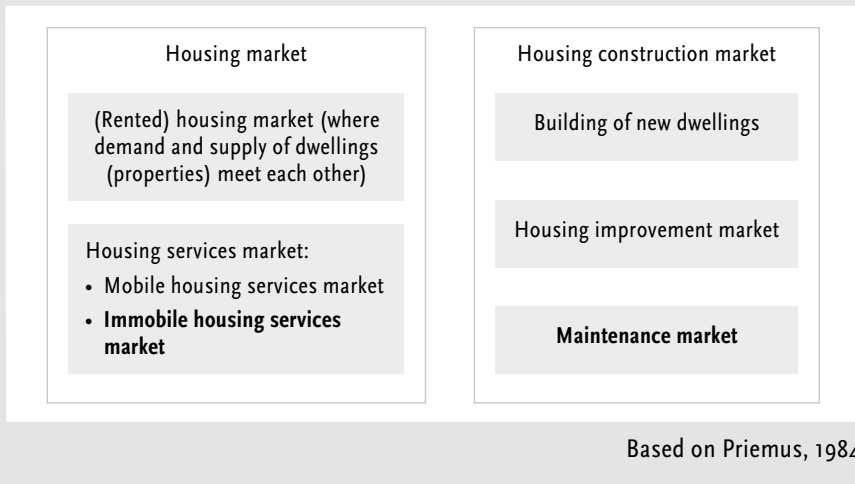 Housing market
(Rented) housing market (where
demand and supply of dwellings
(properties) meet each other)
Housing services market:
• Mobile housing services market
• Immobile housing services
market
Housing construction market
Building of new dwellings
Housing improvement market
Maintenance market
Based on Priemus,